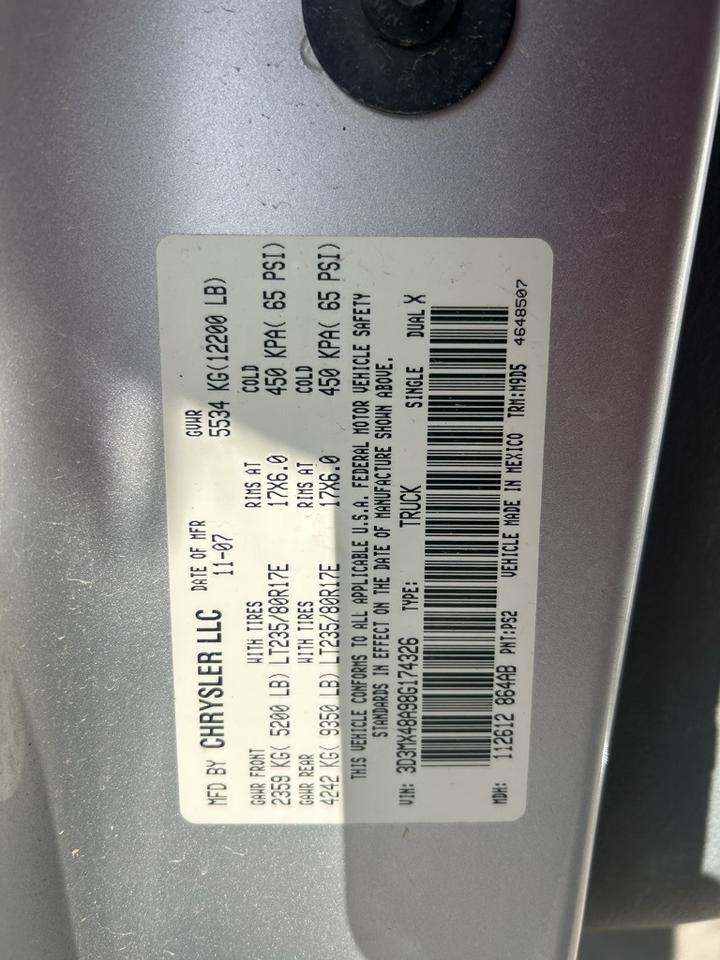 MFD BY CHRYSLER LLC DATE OF MFR GVWR
11-07 5534 KG(12200 LB)
GAWR FRONT WITH TIRES RIMS AT COLD
2359 KG( 5200 LB) LT235/80R17E 17X6.0 450 KPA( 65 PSI)
GAWR REAR WITH TIRES RIMS AT COLD
4242 KG( 9350 LB) LT235/80R17E 17X6.0 450 KPA( 65 PSI)
THIS VEHICLE CONFORMS TO ALL APPLICABLE U.S.A. FEDERAL MOTOR VEHICLE SAFETY
STANDARDS IN EFFECT ON THE DATE OF MANUFACTURE SHOWN ABOVE.
VIN: 3D3MX48A98G174326 TYPE: TRUCK SINGLE DUAL X
MDH: 112612 864AB PNT:PS2 VEHICLE MADE IN MEXICO TRM:M9D5 4648507